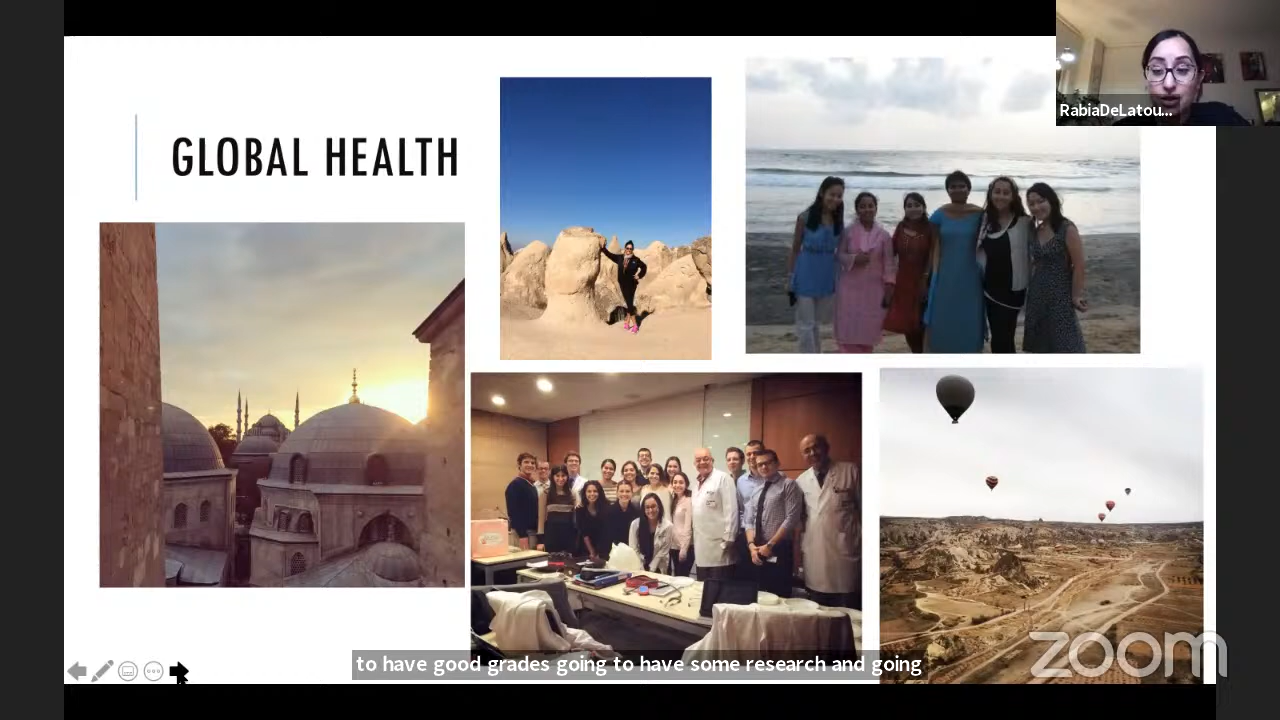 RabiaDeLatou...
GLOBAL HEALTH
to have good grades going to have some research and going
zoom